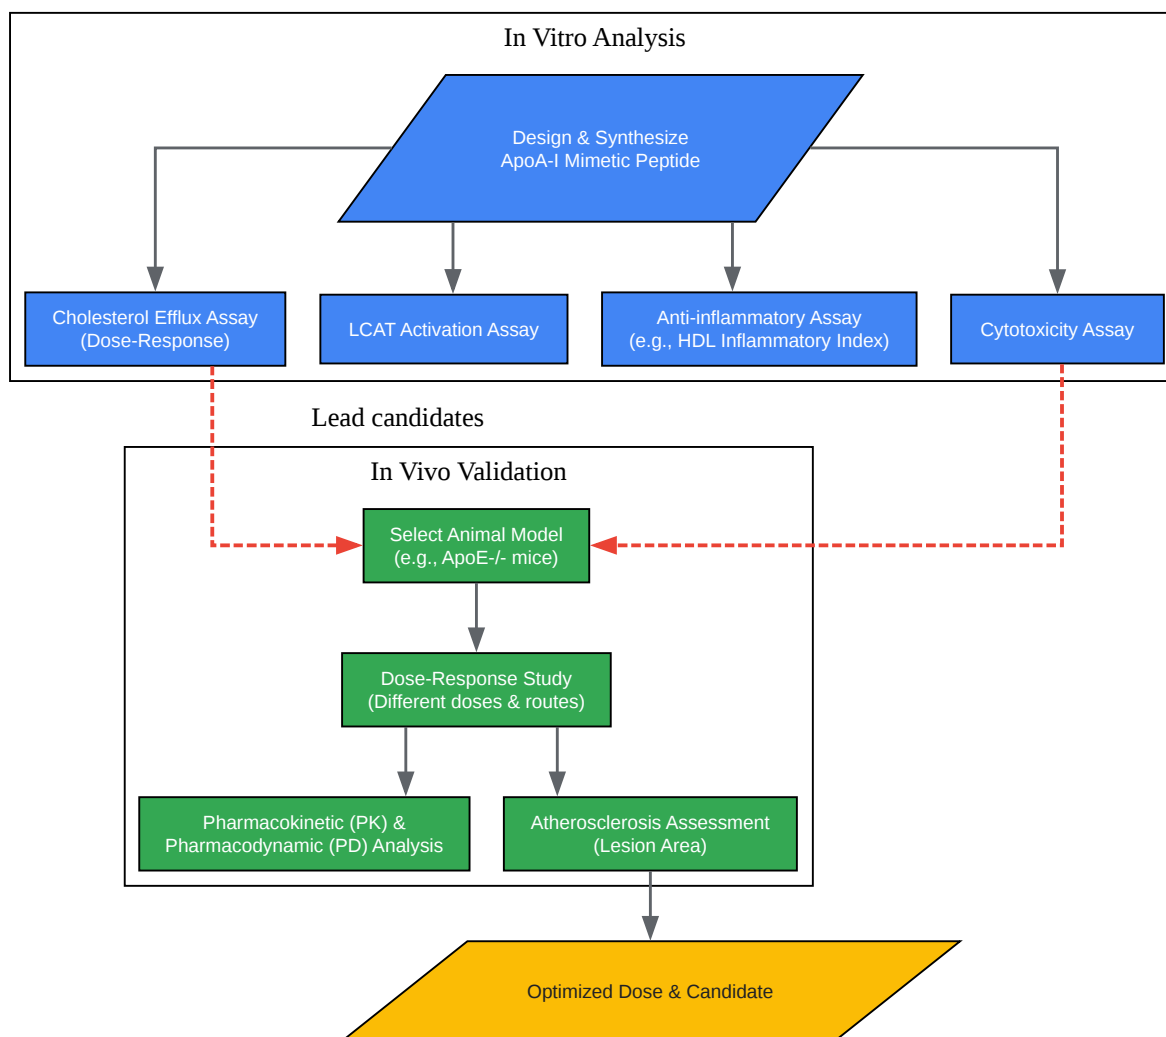 In Vitro Analysis
Design & Synthesize
ApoA-I Mimetic Peptide
Cholesterol Efflux Assay
(Dose-Response)
LCAT Activation Assay
Anti-inflammatory Assay
(e.g., HDL Inflammatory Index)
Cytotoxicity Assay
Lead candidates
In Vivo Validation
Select Animal Model
(e.g., ApoE-/- mice)
Dose-Response Study
(Different doses & routes)
Pharmacokinetic (PK) &
Pharmacodynamic (PD) Analysis
Atherosclerosis Assessment
(Lesion Area)
Optimized Dose & Candidate